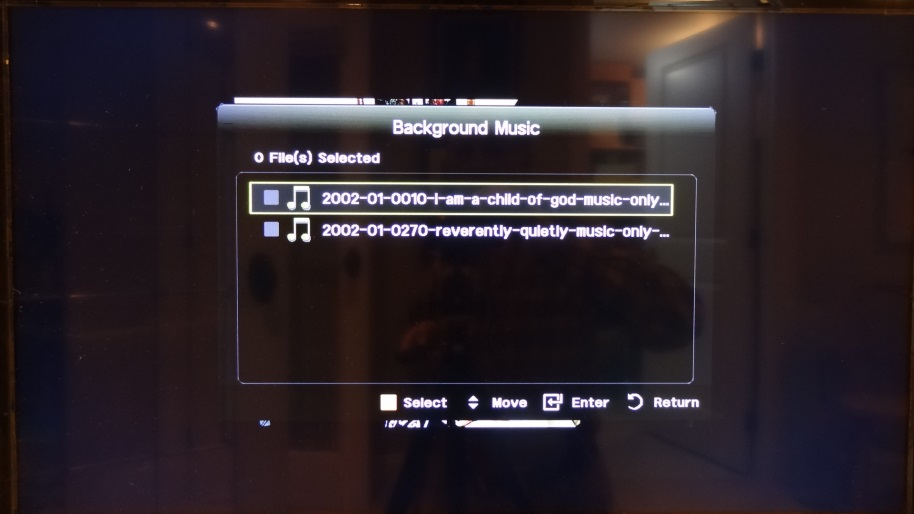 Background Music
0 File(s) Selected
2002-01-0010-i-am-a-child-of-god-music-only...
2002-01-0270-reverently-quietly-music-only-...
Select Move Enter Return